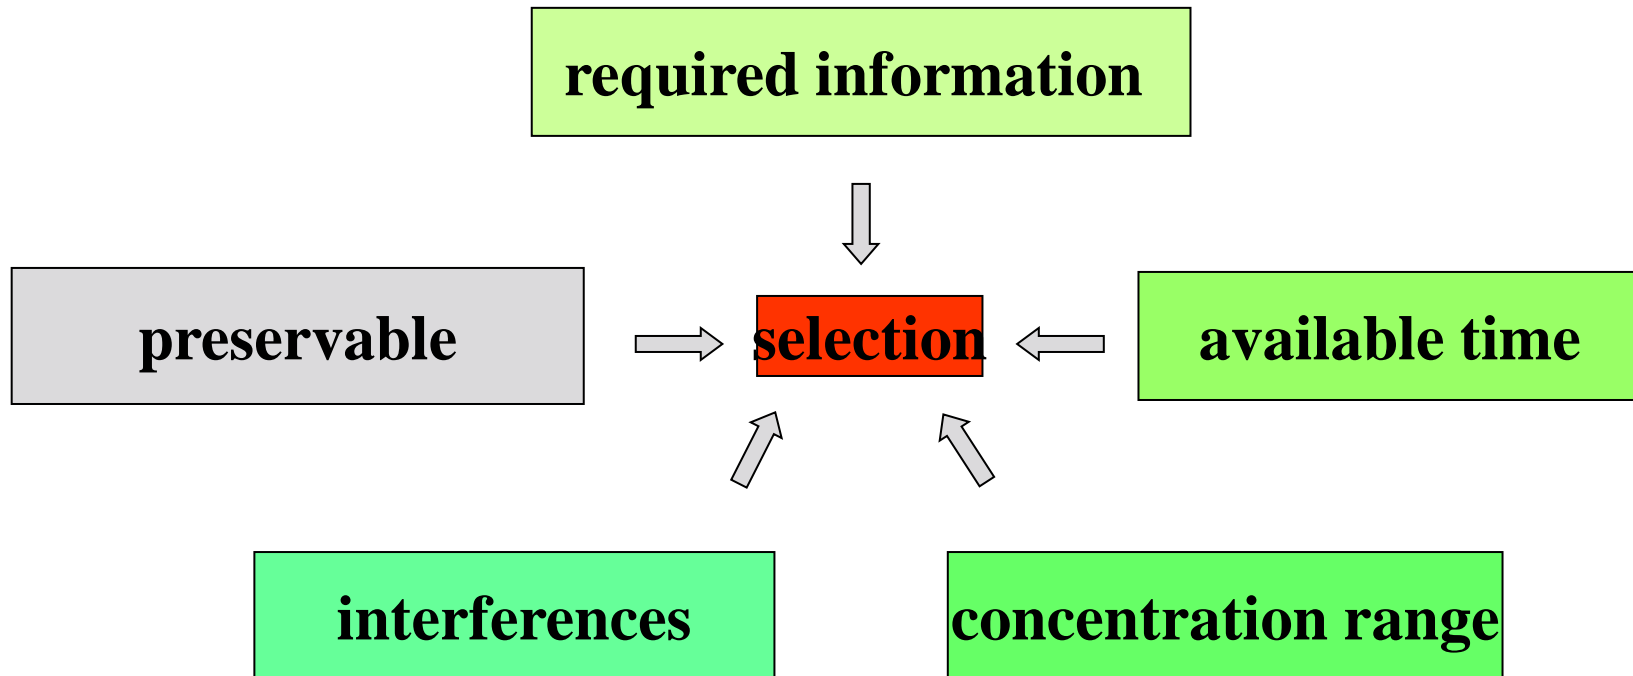 required information
preservable
selection
available time
interferences
concentration range